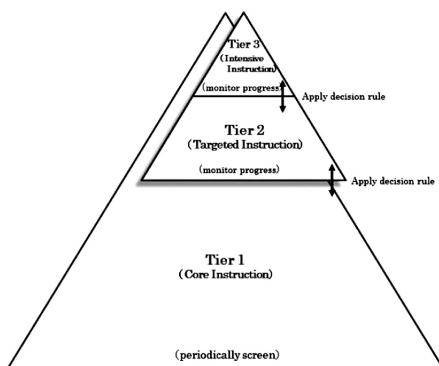 Tier 3
(Intensive
Instruction)
(monitor progress)
Apply decision rule
Tier 2
(Targeted Instruction)
(monitor progress)
Apply decision rule
Tier 1
(Core Instruction)
(periodically screen)